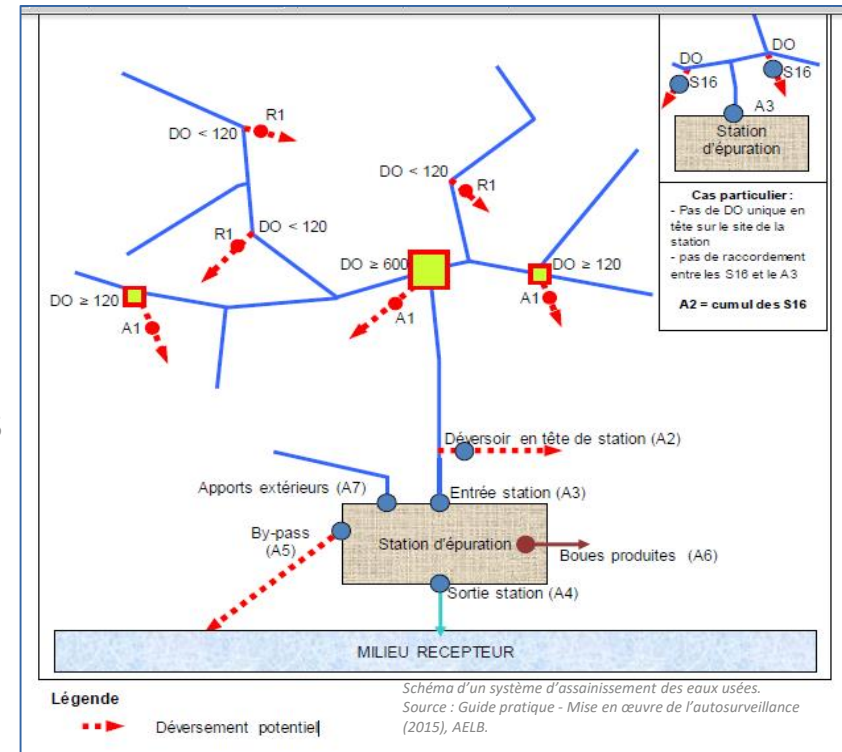 DO
DO
S16
S16
A3
Station
d'épuration
Cas particulier :
- Pas de DO unique en
tête sur le site de la
station
- pas de raccordement
entre les S16 et le A3
A2 = cumul des S16
R1
DO < 120
DO < 120
R1
R1
DO < 120
DO ≥ 600
DO ≥ 120
DO ≥ 120
A1
A1
A1
Déversoir en tête de station (A2)
Apports extérieurs (A7)
Entrée station (A3)
By-pass
(A5)
Station d'épuration
Boues produites (A6)
Sortie station (A4)
MILIEU RECEPTEUR
Légende
Déversement potentiel
Schéma d'un système d'assainissement des eaux usées.
Source : Guide pratique - Mise en œuvre de l'autosurveillance
(2015), AELB.